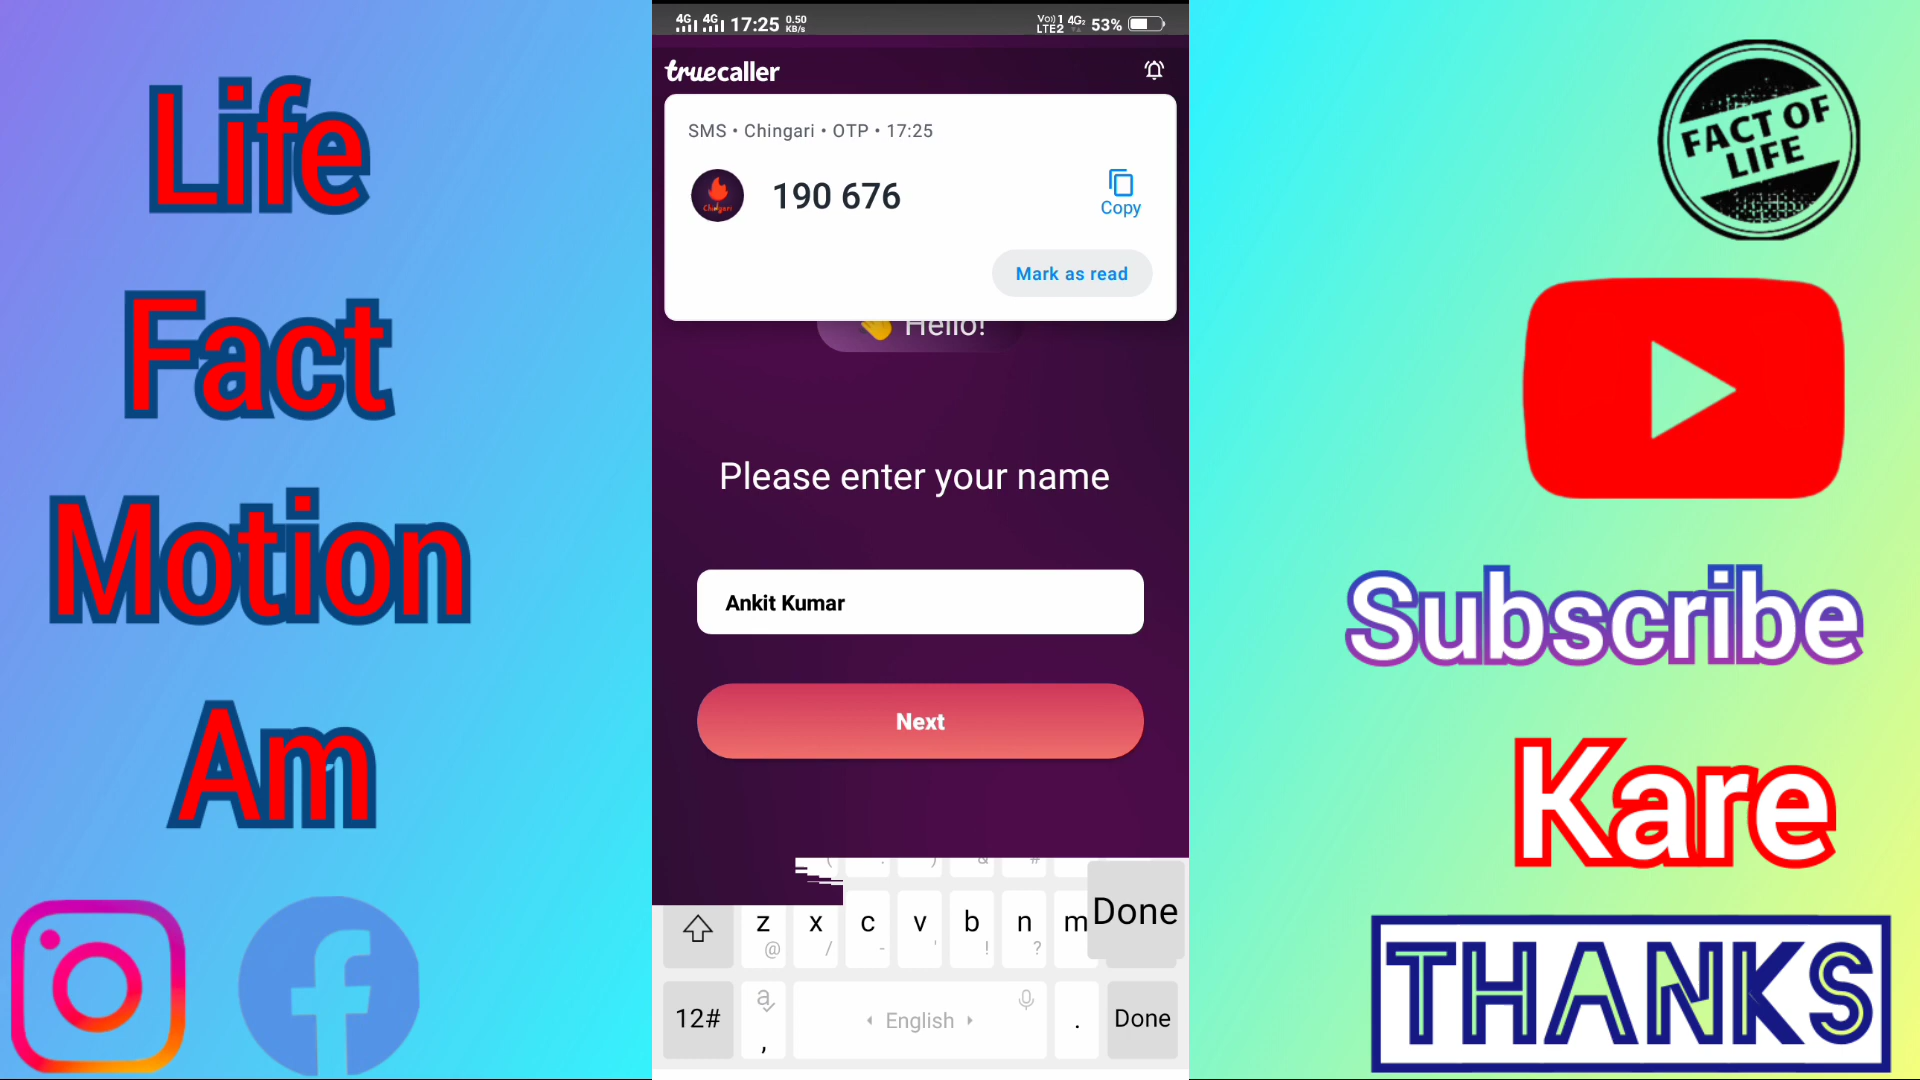 Life
Fact
Motion
Am
4G 4G 17:25 0.50 KB/s
Vo)) 1 LTE2 4G2 53%
truecaller
SMS • Chingari • OTP • 17:25
Chingari
190 676
Copy
Mark as read
Hello!
Please enter your name
Ankit Kumar
Next
( & #
z x c v b n m Done
@ / - ' ! ?
12# a , English . Done
FACT OF
LIFE
Subscribe
Kare
THANKS